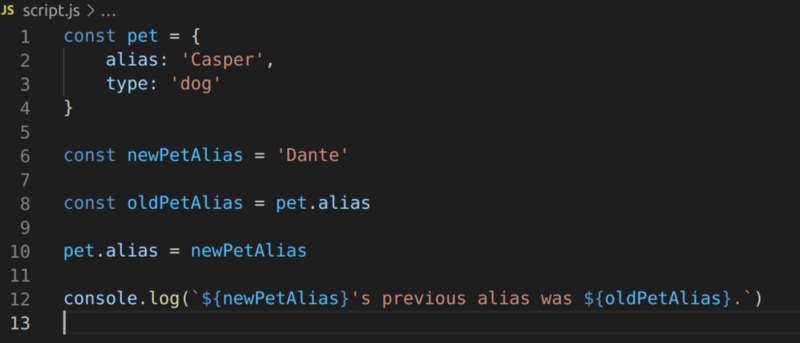 JS script.js > ...
1 const pet = {
2     alias: 'Casper',
3     type: 'dog'
4 }
5
6 const newPetAlias = 'Dante'
7
8 const oldPetAlias = pet.alias
9
10 pet.alias = newPetAlias
11
12 console.log(`${newPetAlias}'s previous alias was ${oldPetAlias}.`)
13